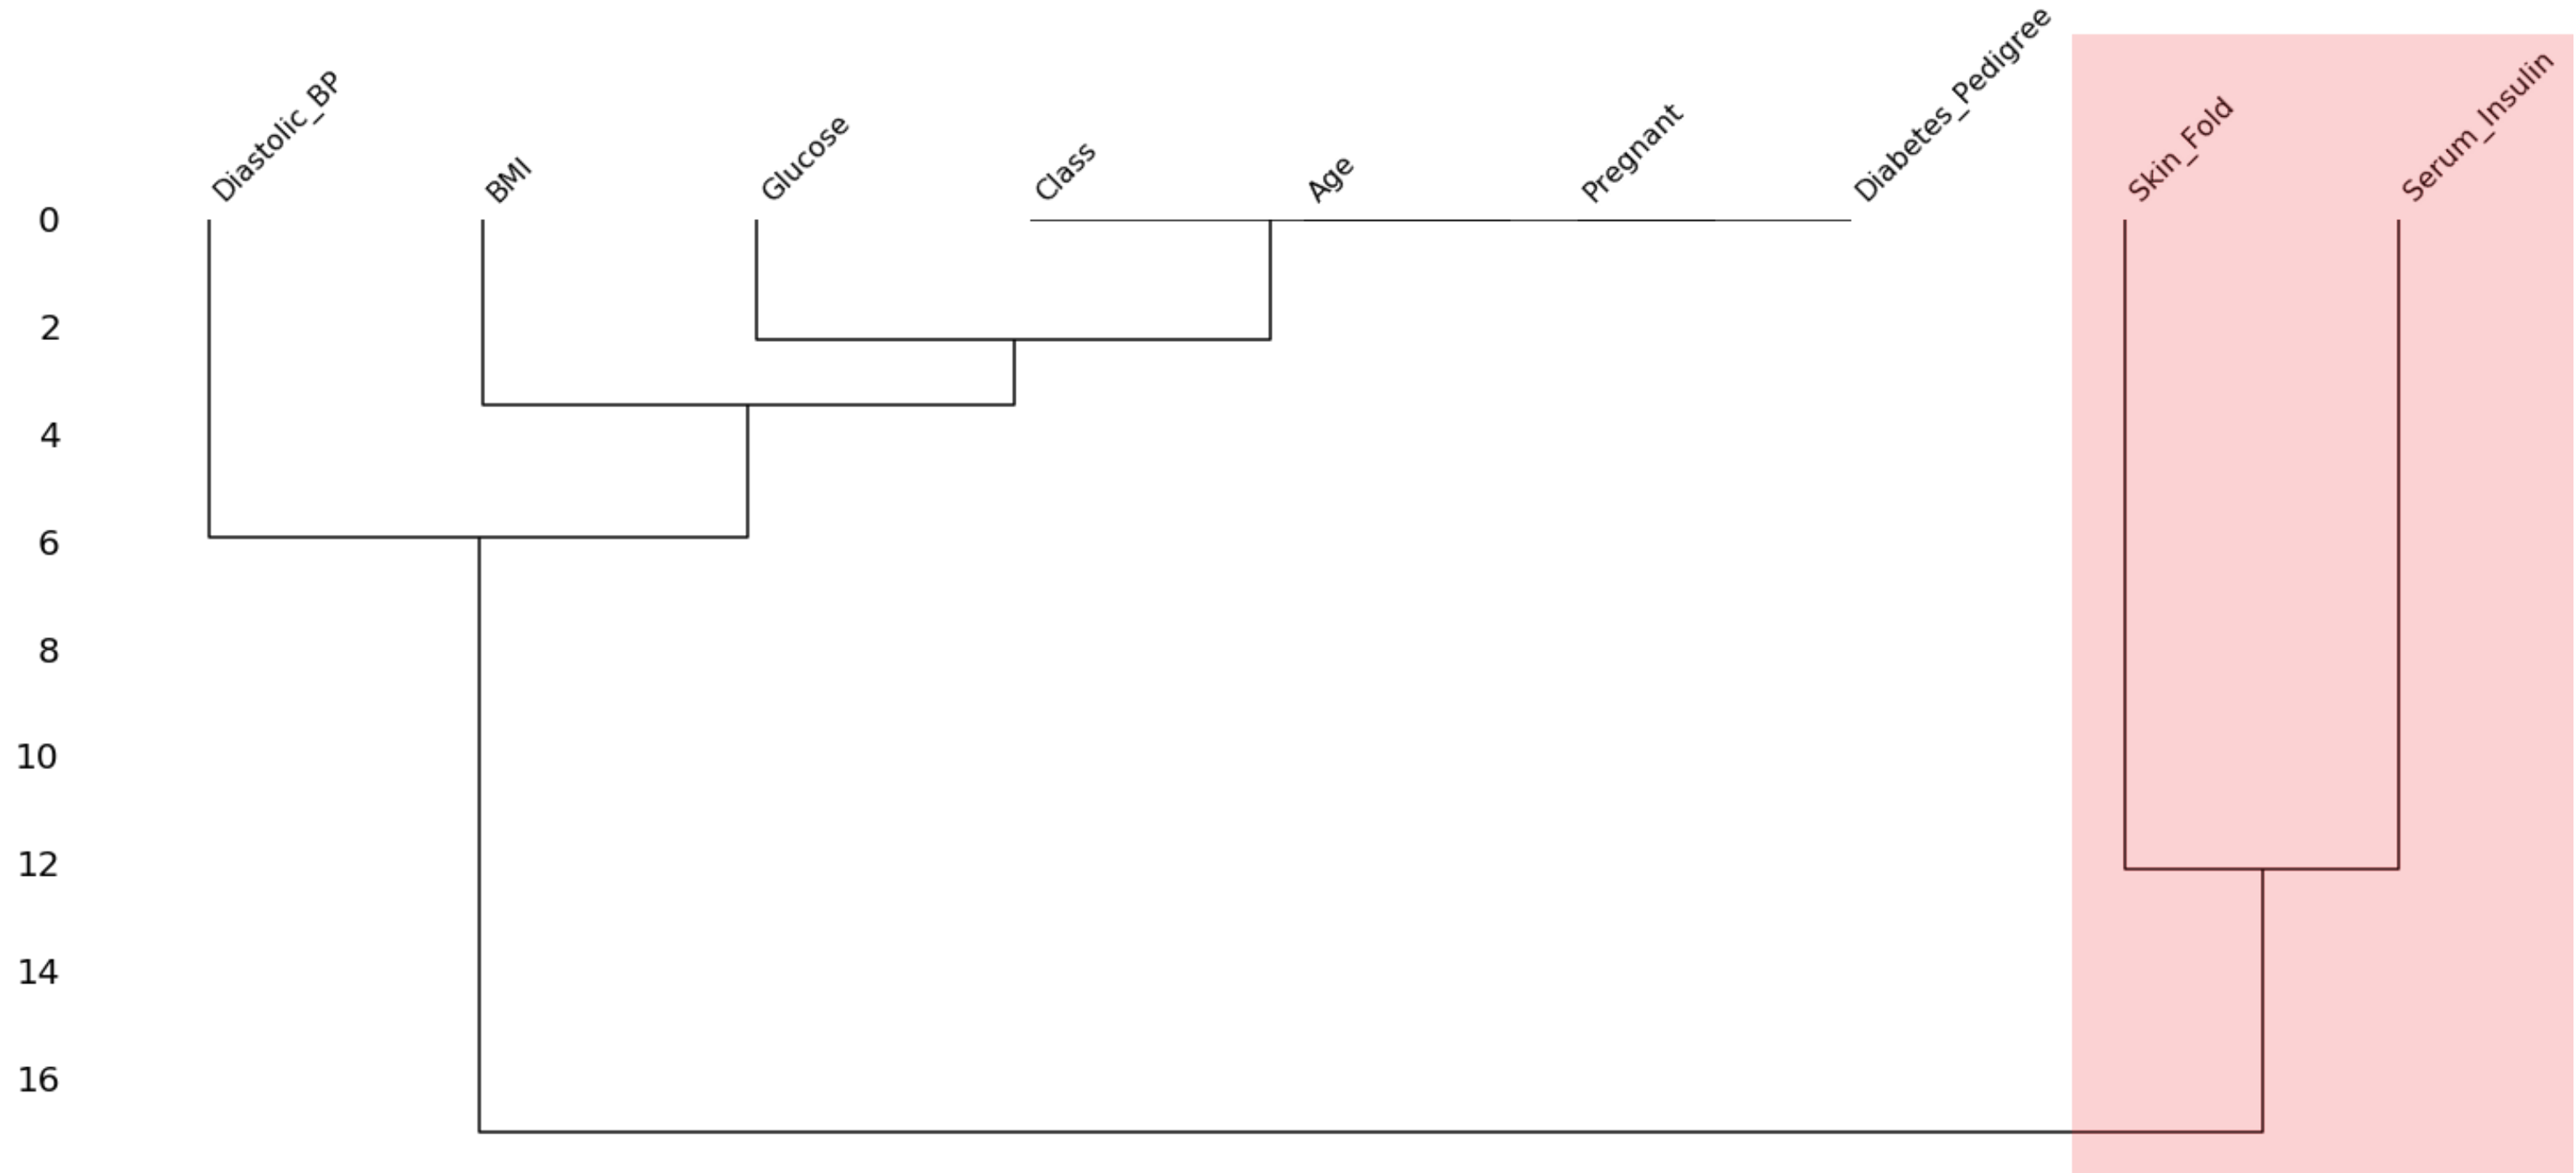 Diastolic_BP
BMI
Glucose
Class
Age
Pregnant
Diabetes_Pedigree
Skin_Fold
Serum_Insulin
0
2
4
6
8
10
12
14
16